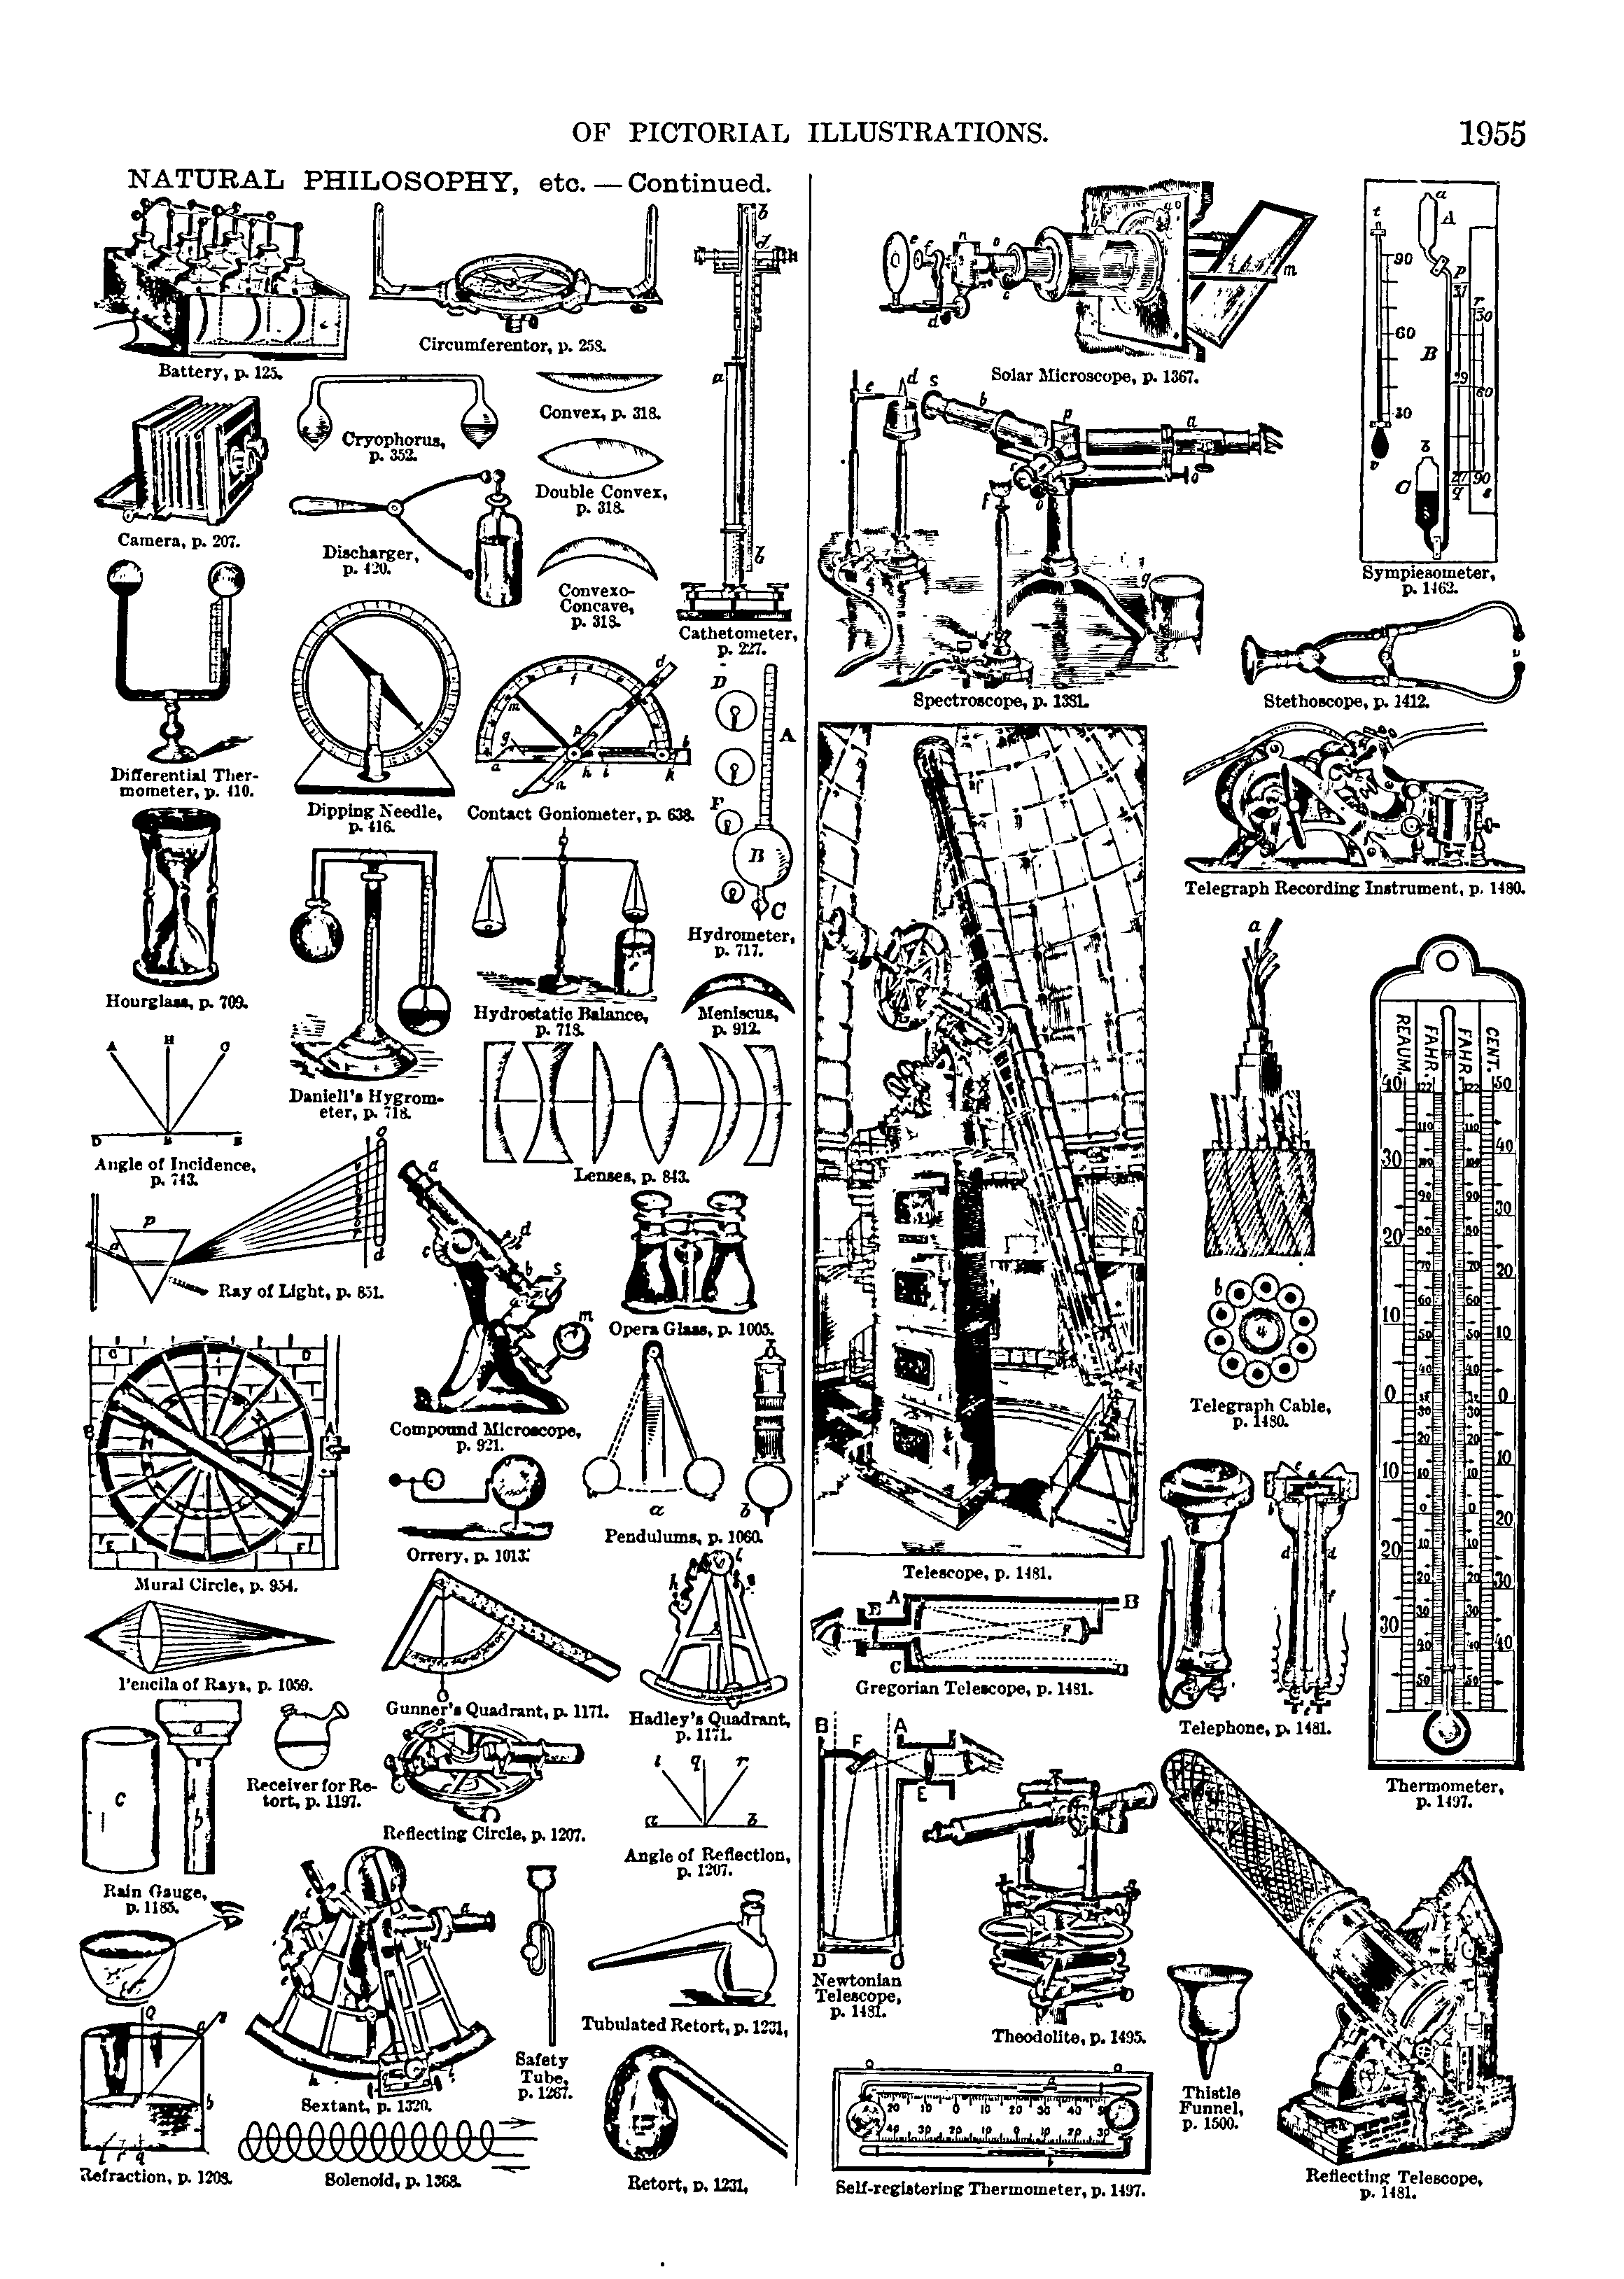 OF PICTORIAL ILLUSTRATIONS.
1955
NATURAL PHILOSOPHY, etc. — Continued.
Battery, p. 125.
Circumferentor, p. 258.
Camera, p. 207.
Cryophorus,
p. 352.
Convex, p. 318.
Double Convex,
p. 318.
Discharger,
p. 420.
Convexo-
Concave,
p. 318.
Cathetometer,
p. 227.
Differential Ther-
mometer, p. 410.
Dipping Needle,
p. 416.
Contact Goniometer, p. 638.
Hydrometer,
p. 717.
Hourglass, p. 709.
Daniell's Hygrom-
eter, p. 718.
Hydrostatic Balance,
p. 718.
Meniscus,
p. 912.
Angle of Incidence,
p. 743.
Lenses, p. 843.
Ray of Light, p. 851.
Compound Microscope,
p. 921.
Opera Glass, p. 1005.
Mural Circle, p. 954.
Orrery, p. 1013.
Pendulums, p. 1060.
Pencils of Rays, p. 1059.
Gunner's Quadrant, p. 1171.
Hadley's Quadrant,
p. 1171.
Rain Gauge,
p. 1185.
Receiver for Re-
tort, p. 1197.
Reflecting Circle, p. 1207.
Angle of Reflection,
p. 1207.
Refraction, p. 1208.
Sextant, p. 1320.
Safety
Tube,
p. 1267.
Tubulated Retort, p. 1231,
Solenoid, p. 1368.
Retort, p. 1231,
Solar Microscope, p. 1367.
Sympiesometer,
p. 1462.
Spectroscope, p. 1381.
Stethoscope, p. 1412.
Telegraph Recording Instrument, p. 1480.
Telescope, p. 1481.
Telegraph Cable,
p. 1480.
REAUM.
FAHR.
FAHR.
CENT.
Gregorian Telescope, p. 1481.
Telephone, p. 1481.
Thermometer,
p. 1497.
Newtonian
Telescope,
p. 1481.
Theodolite, p. 1495.
Thistle
Funnel,
p. 1500.
Self-registering Thermometer, p. 1497.
Reflecting Telescope,
p. 1481.